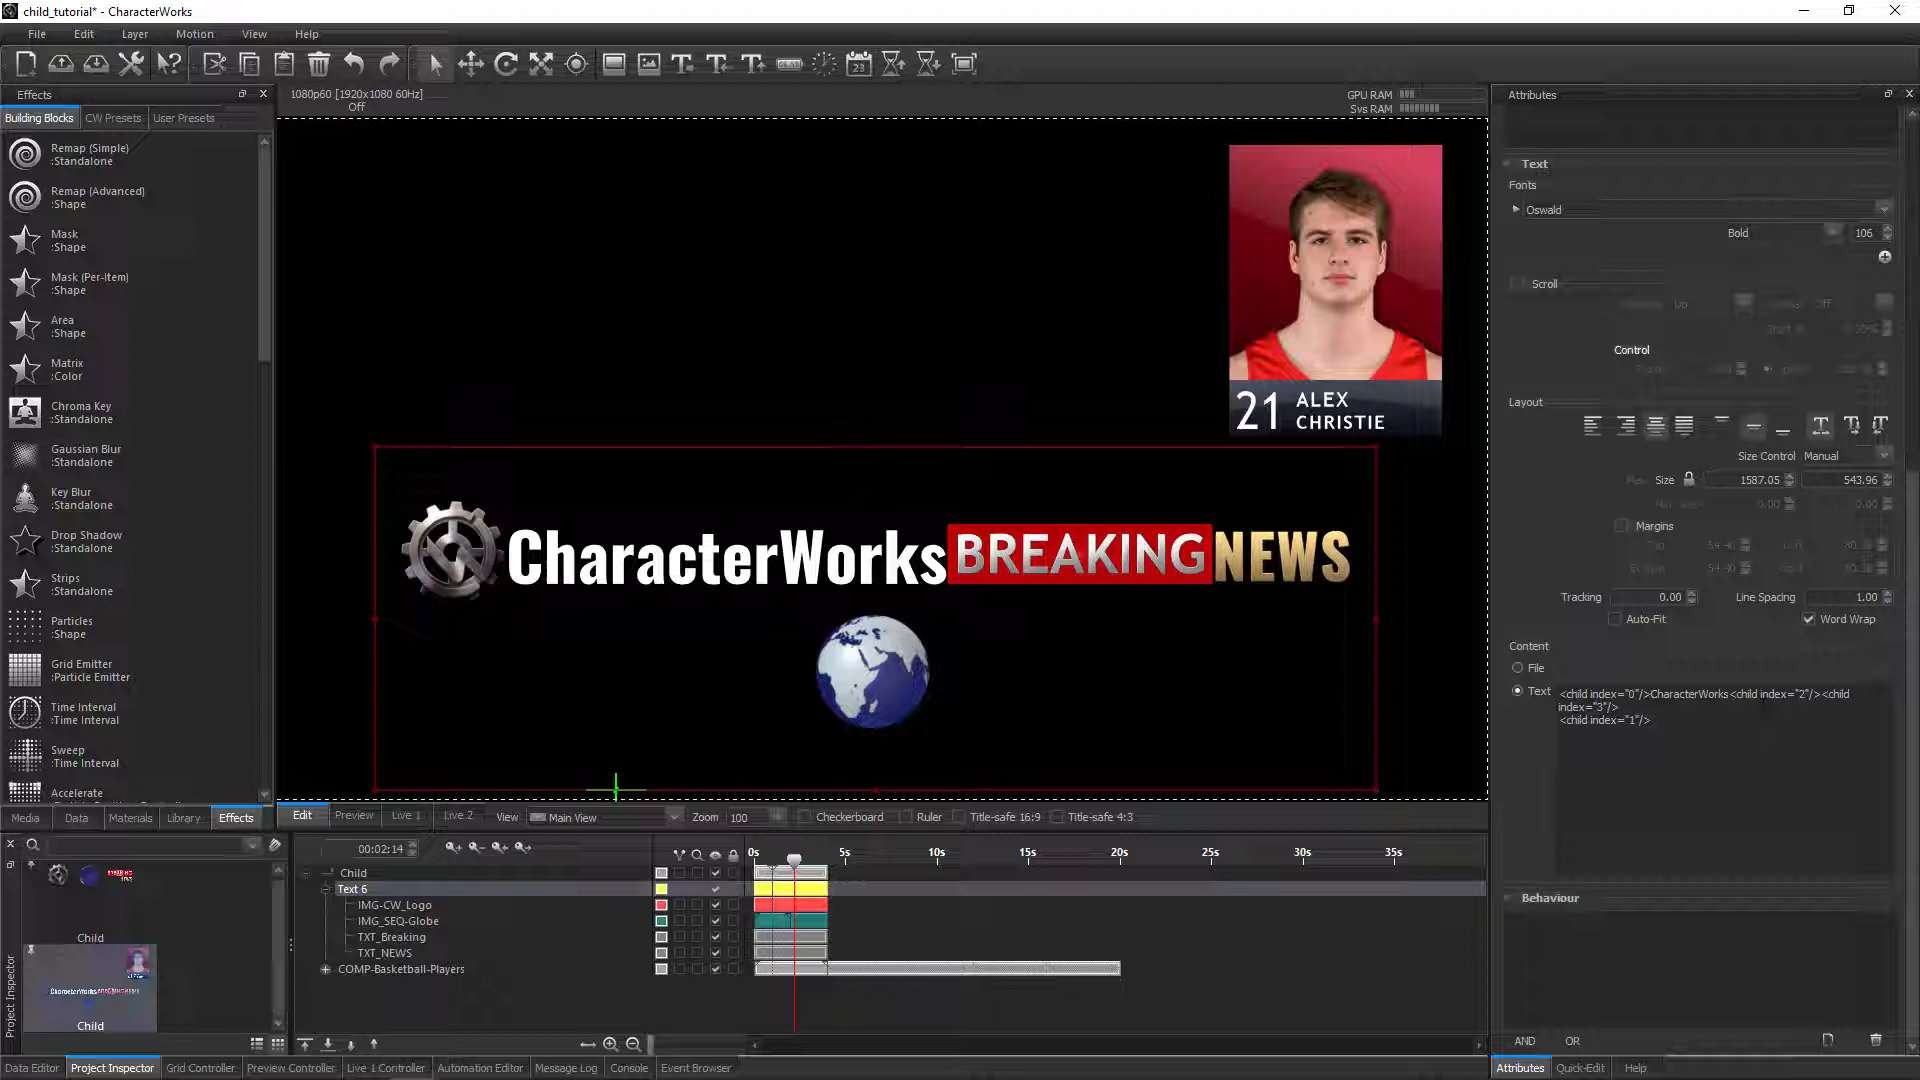 child_tutorial* - CharacterWorks
File Edit Layer Motion View Help
Effects
Building Blocks CW Presets User Presets
Remap (Simple)
:Standalone
Remap (Advanced)
:Shape
Mask
:Shape
Mask (Per-Item)
:Shape
Area
:Shape
Matrix
:Color
Chroma Key
:Standalone
Gaussian Blur
:Standalone
Key Blur
:Standalone
Drop Shadow
:Standalone
Strips
:Standalone
Particles
:Shape
Grid Emitter
:Particle Emitter
Time Interval
:Time Interval
Sweep
:Time Interval
Accelerate
Media Data Materials Library Effects
1080p60 [1920x1080 60Hz]
Off
GPU RAM
Sys RAM
23
21 ALEX
CHRISTIE
CharacterWorks BREAKING NEWS
Edit Preview Live 1 Live 2 View Main View Zoom 100 Checkerboard Ruler Title-safe 16:9 Title-safe 4:3
Attributes
Text
Fonts
Oswald
Bold 106
Scroll
Up Off
Control
Layout
Size Control Manual
Size 1587.05 543.96
Margins
54.40
54.40
Tracking 0.00 Line Spacing 1.00
Auto-Fit Word Wrap
Content
File
Text <child index="0"/>CharacterWorks<child index="2"/><child
index="3"/>
<child index="1"/>
Behaviour
AND OR
Attributes Quick-Edit Help
Project Inspector
Child
Child
00:02:14
0s 5s 10s 15s 20s 25s 30s 35s
Child
Text 6
IMG-CW_Logo
IMG_SEQ-Globe
TXT_Breaking
TXT_NEWS
COMP-Basketball-Players
Data Editor Project Inspector Grid Controller Preview Controller Live 1 Controller Automation Editor Message Log Console Event Browser